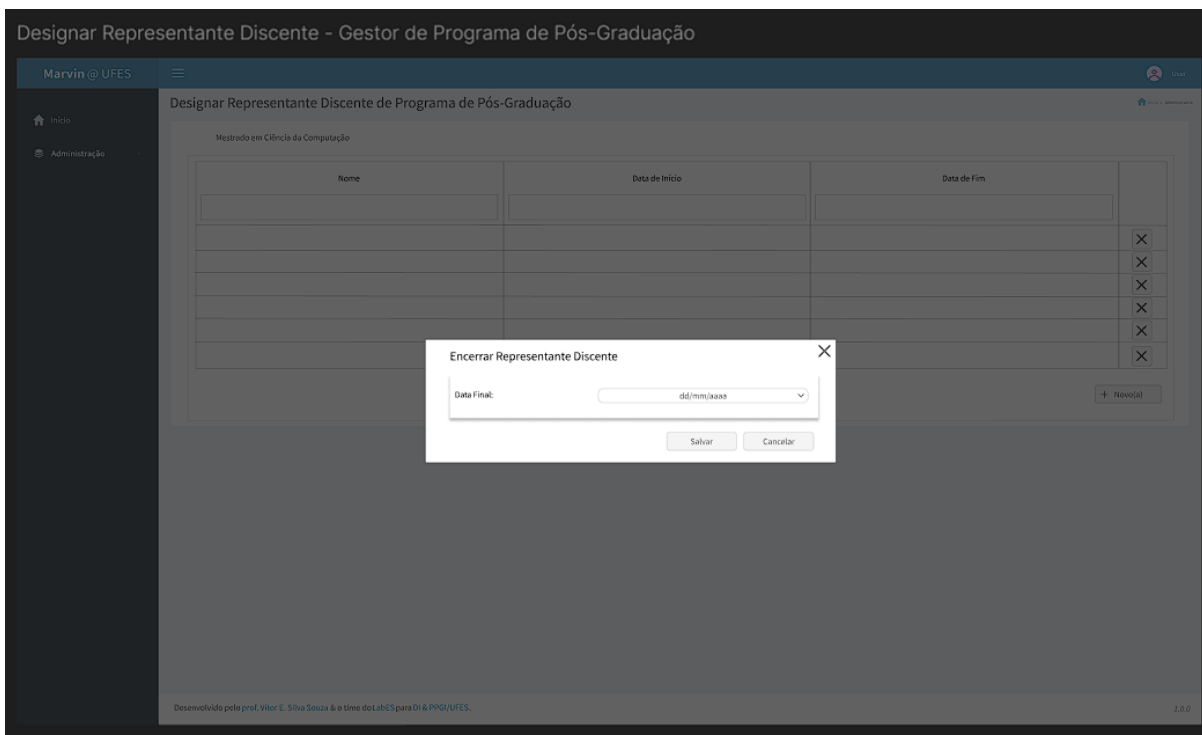 Designar Representante Discente - Gestor de Programa de Pós-Graduação
Marvin @ UFES
User
Designar Representante Discente de Programa de Pós-Graduação
Início
Mestrado em Ciência da Computação
Administração
Nome Data de Início Data de Fim
Encerrar Representante Discente
Data Final: dd/mm/aaaa
+ Novo(a)
Salvar Cancelar
Desenvolvido pelo prof. Vítor E. Silva Souza & o time do LabES para DI & PPGI/UFES.
1.0.0